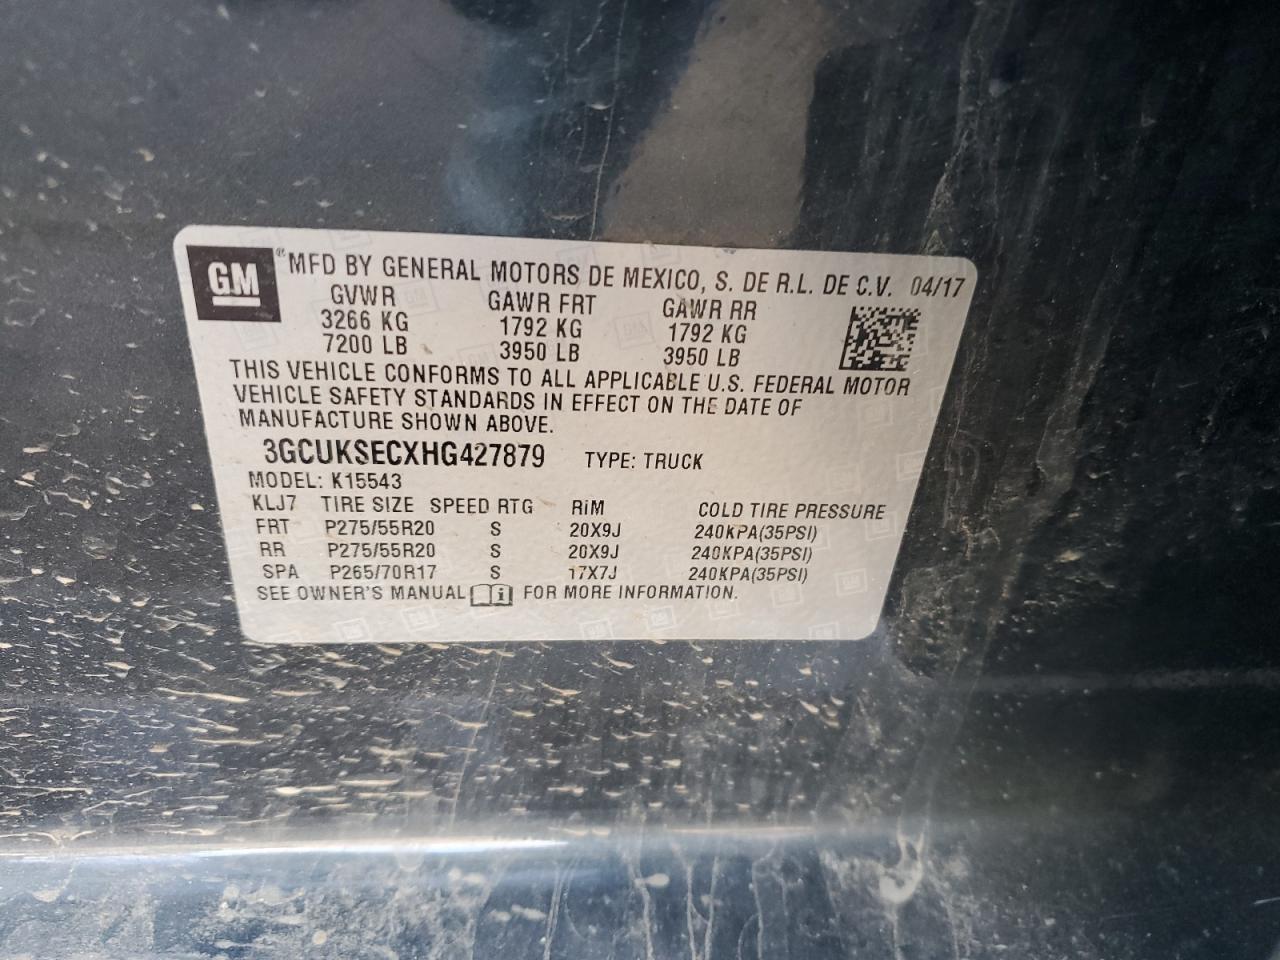 GM ® MFD BY GENERAL MOTORS DE MEXICO, S. DE R.L. DE C.V. 04/17
GVWR GAWR FRT GAWR RR
3266 KG 1792 KG 1792 KG
7200 LB 3950 LB 3950 LB
THIS VEHICLE CONFORMS TO ALL APPLICABLE U.S. FEDERAL MOTOR
VEHICLE SAFETY STANDARDS IN EFFECT ON THE DATE OF
MANUFACTURE SHOWN ABOVE.
3GCUKSECXHG427879 TYPE: TRUCK
MODEL: K15543
KLJ7 TIRE SIZE SPEED RTG RiM COLD TIRE PRESSURE
FRT P275/55R20 S 20X9J 240KPA(35PSI)
RR P275/55R20 S 20X9J 240KPA(35PSI)
SPA P265/70R17 S 17X7J 240KPA(35PSI)
SEE OWNER'S MANUAL i FOR MORE INFORMATION.